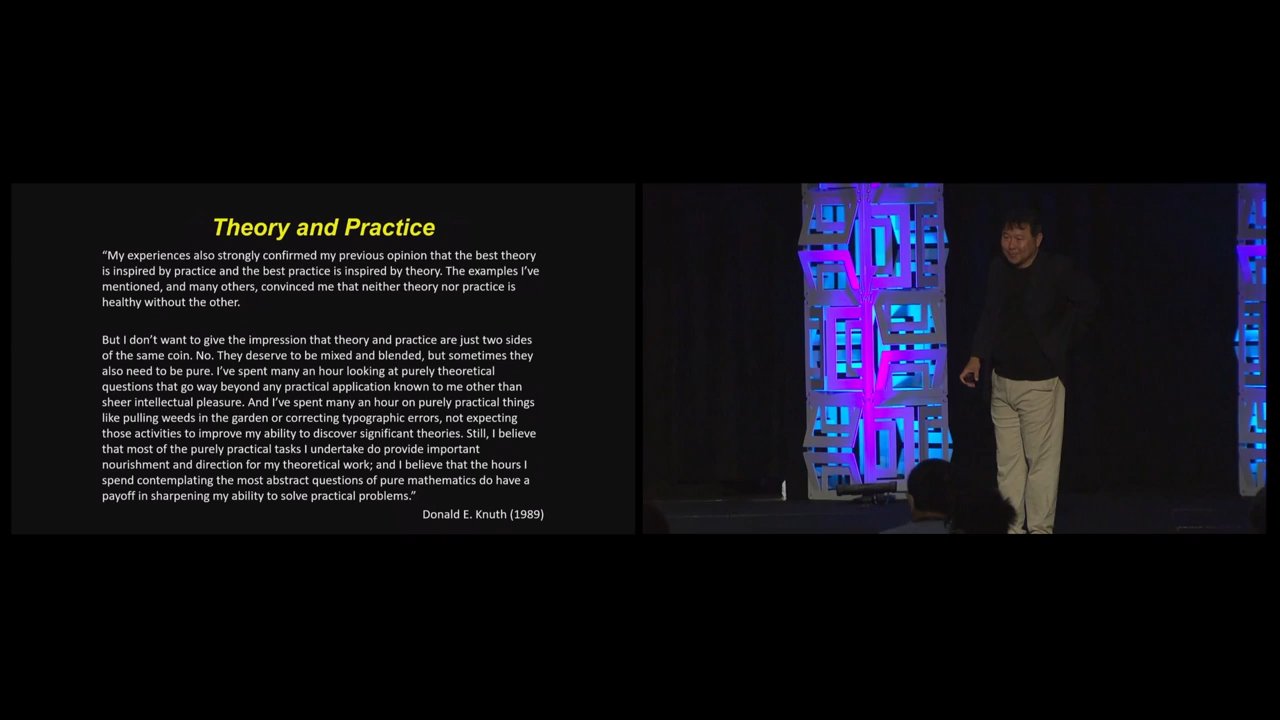 Theory and Practice
“My experiences also strongly confirmed my previous opinion that the best theory
is inspired by practice and the best practice is inspired by theory. The examples I’ve
mentioned, and many others, convinced me that neither theory nor practice is
healthy without the other.
But I don’t want to give the impression that theory and practice are just two sides
of the same coin. No. They deserve to be mixed and blended, but sometimes they
also need to be pure. I’ve spent many an hour looking at purely theoretical
questions that go way beyond any practical application known to me other than
sheer intellectual pleasure. And I’ve spent many an hour on purely practical things
like pulling weeds in the garden or correcting typographic errors, not expecting
those activities to improve my ability to discover significant theories. Still, I believe
that most of the purely practical tasks I undertake do provide important
nourishment and direction for my theoretical work; and I believe that the hours I
spend contemplating the most abstract questions of pure mathematics do have a
payoff in sharpening my ability to solve practical problems.”
Donald E. Knuth (1989)